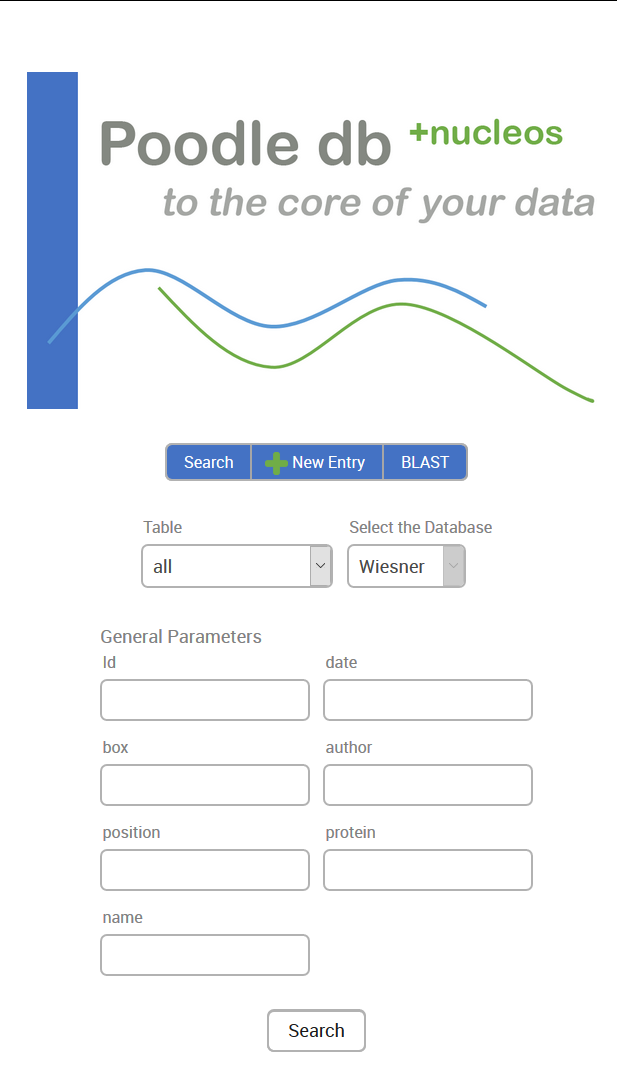 Poodle db +nucleos
to the core of your data
Search New Entry BLAST
Table Select the Database
all Wiesner
General Parameters
Id date
box author
position protein
name
Search